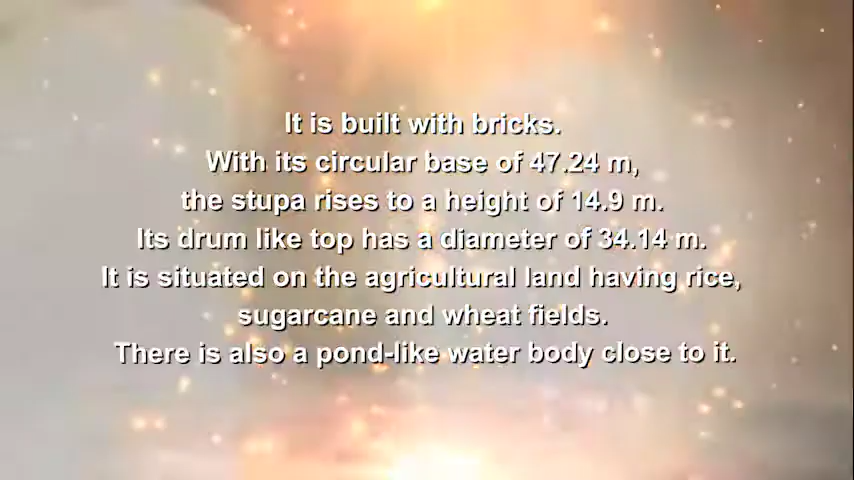 It is built with bricks.
With its circular base of 47.24 m,
the stupa rises to a height of 14.9 m.
Its drum like top has a diameter of 34.14 m.
It is situated on the agricultural land having rice,
sugarcane and wheat fields.
There is also a pond-like water body close to it.